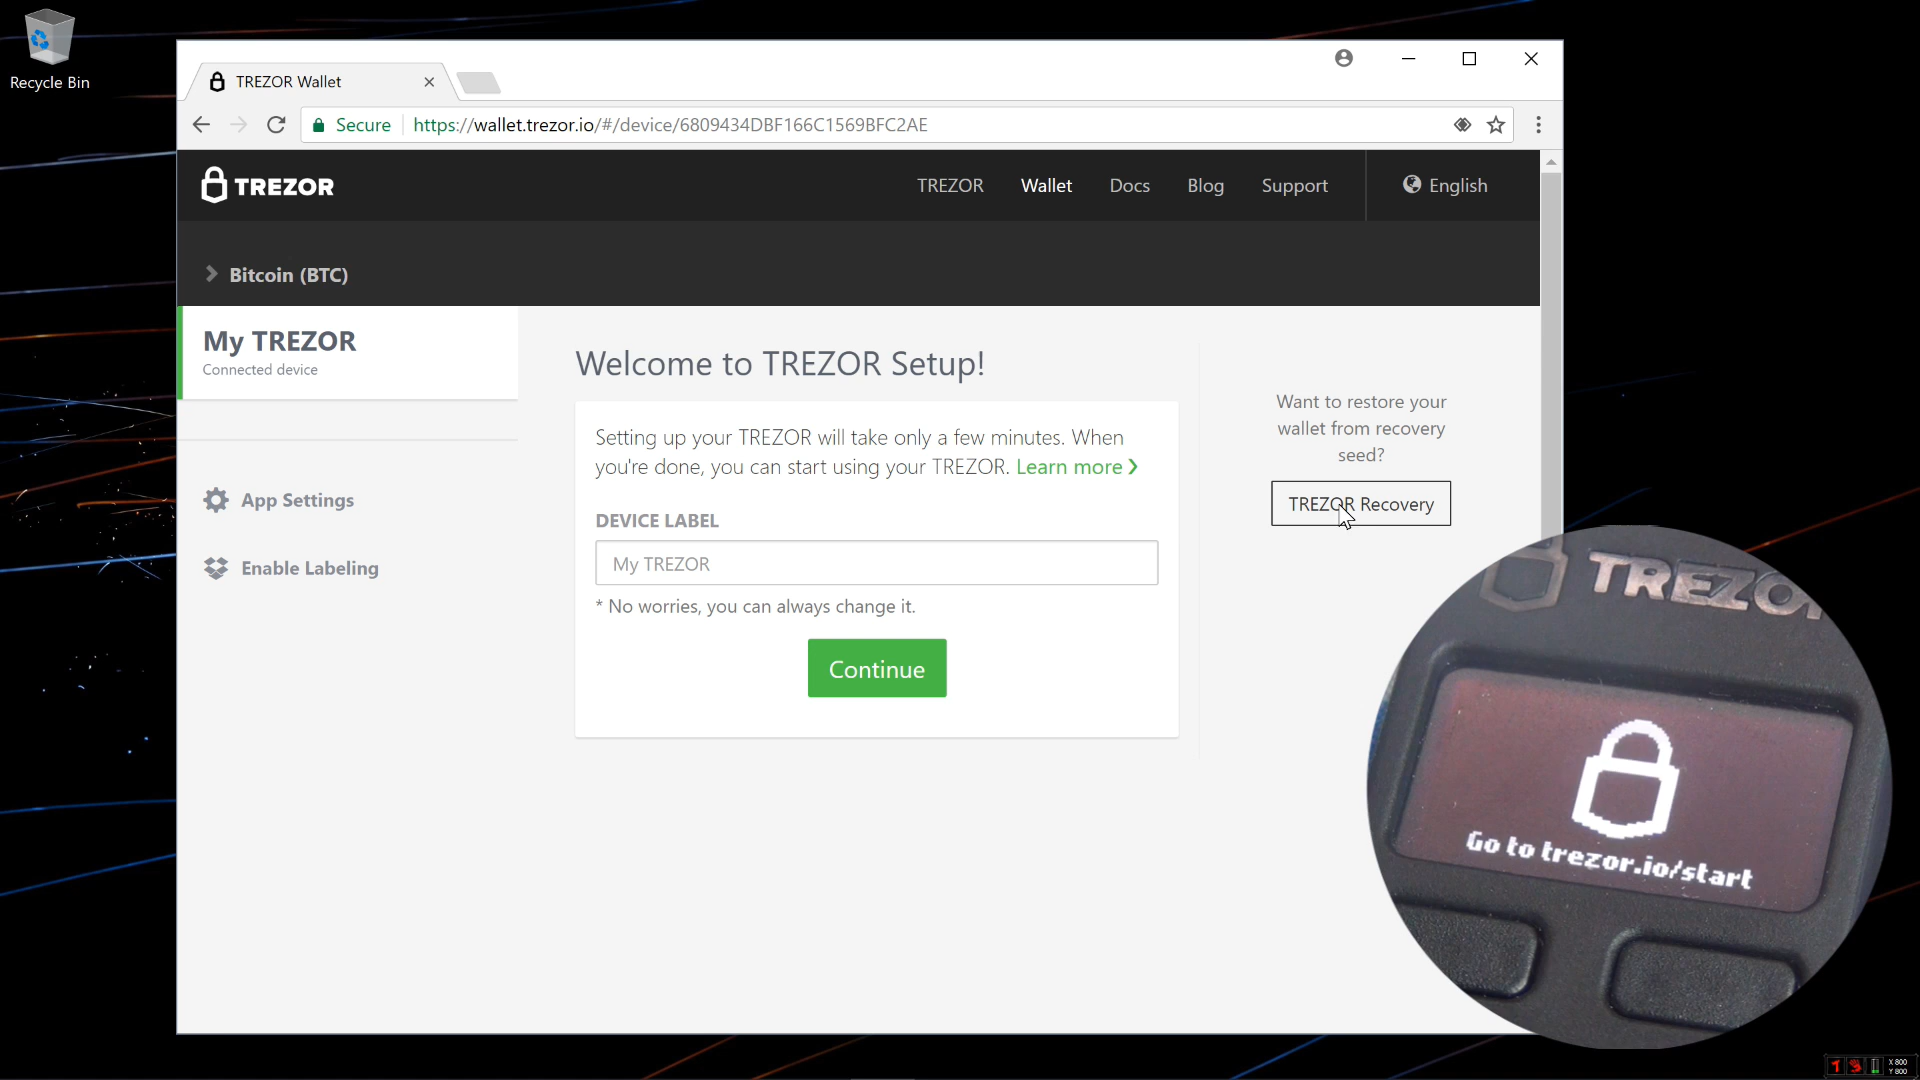 Recycle Bin
TREZOR Wallet
Secure
https://wallet.trezor.io/#/device/6809434DBF166C1569BFC2AE
TREZOR
TREZOR
Wallet
Docs
Blog
Support
English
Bitcoin (BTC)
My TREZOR
Connected device
App Settings
Enable Labeling
Welcome to TREZOR Setup!
Setting up your TREZOR will take only a few minutes. When
you're done, you can start using your TREZOR. Learn more
DEVICE LABEL
My TREZOR
* No worries, you can always change it.
Continue
Want to restore your
wallet from recovery
seed?
TREZOR Recovery
TREZOR
Go to trezor.io/start
X 800
Y 800